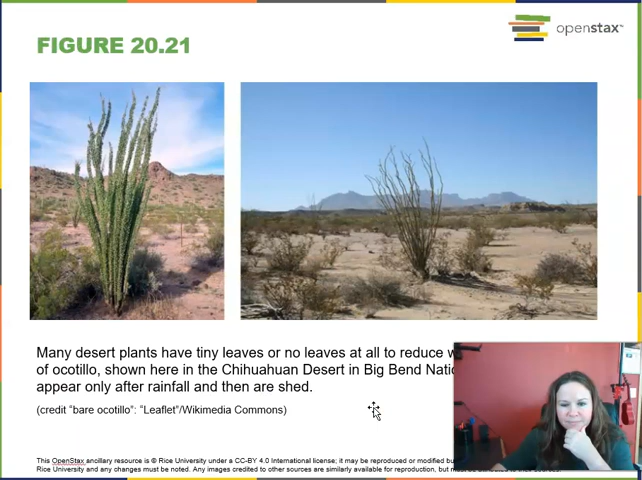 openstax™
FIGURE 20.21
Many desert plants have tiny leaves or no leaves at all to reduce
of ocotillo, shown here in the Chihuahuan Desert in Big Bend
appear only after rainfall and then are shed.
(credit “bare ocotillo”: “Leaflet”/Wikimedia Commons)
This OpenStax ancillary resource is © Rice University under a CC-BY 4.0 International license; it may be reproduced or modified
Rice University and any changes must be noted. Any images credited to other sources are similarly available for reproduction, but